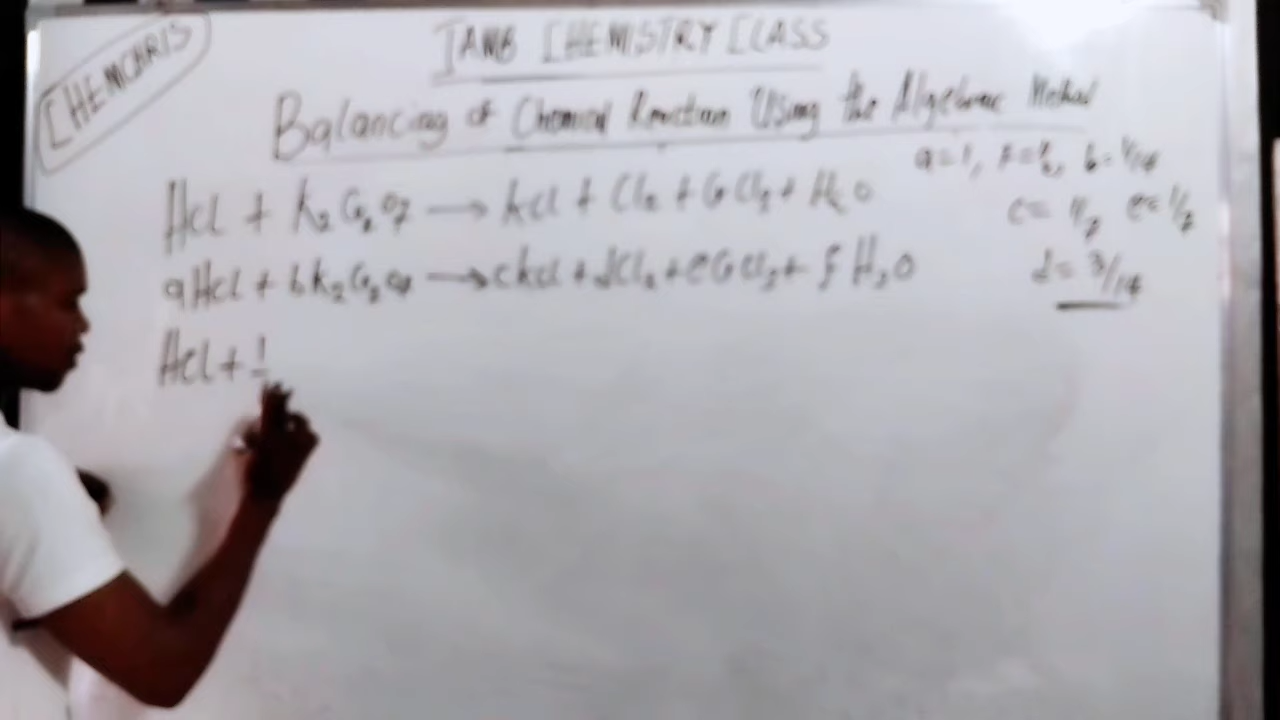 CHEMCHRIS
JAMB CHEMISTRY CLASS
Balancing of Chemical Reaction Using the Algebraic Method
a=1, f=1/2, b=1/14
HCl + K2Cr2O7 → KCl + Cl2 + CrCl3 + H2O
c=1/7 e=1/7
aHCl + bK2Cr2O7 → cKCl + dCl2 + eCrCl3 + fH2O
d=3/14
HCl + 1